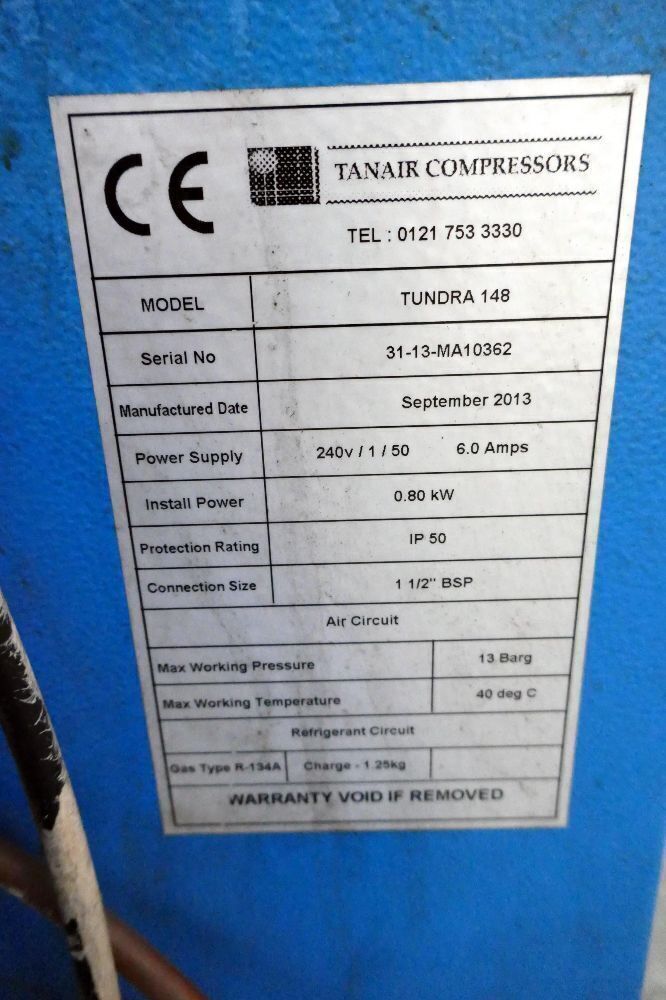 CE
TANAIR COMPRESSORS
TEL : 0121 753 3330
MODEL TUNDRA 148
Serial No 31-13-MA10362
Manufactured Date September 2013
Power Supply 240v / 1 / 50 6.0 Amps
Install Power 0.80 kW
Protection Rating IP 50
Connection Size 1 1/2" BSP
Air Circuit
Max Working Pressure 13 Barg
Max Working Temperature 40 deg C
Refrigerant Circuit
Gas Type R-134A Charge - 1.25kg
WARRANTY VOID IF REMOVED